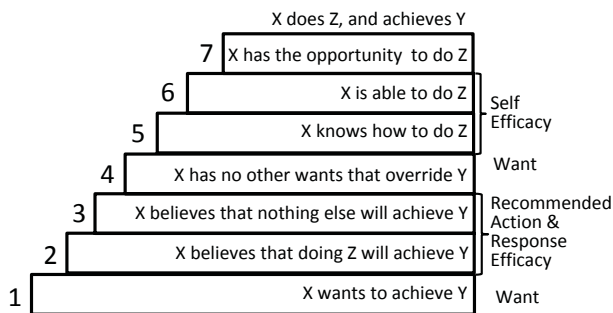 X does Z, and achieves Y
7 X has the opportunity to do Z
6 X is able to do Z
5 X knows how to do Z
Self
Efficacy
4 X has no other wants that override Y
Want
3 X believes that nothing else will achieve Y
2 X believes that doing Z will achieve Y
Recommended
Action &
Response
Efficacy
1 X wants to achieve Y
Want